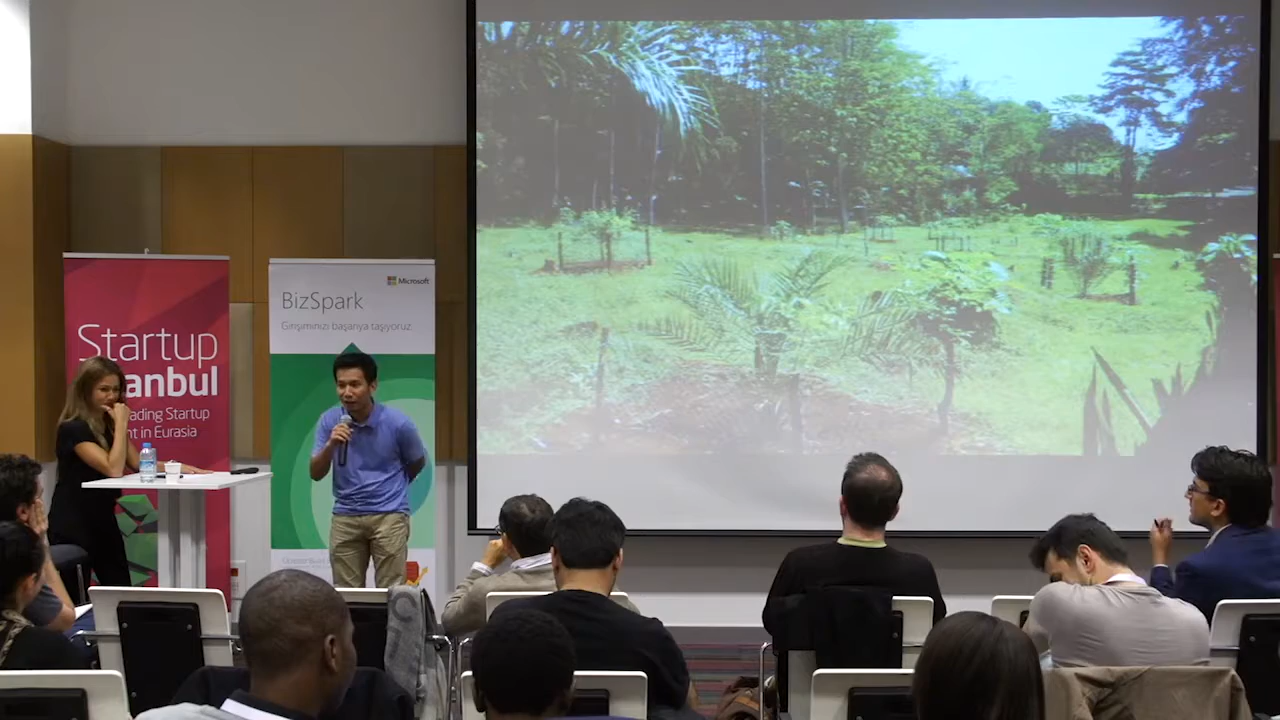 Startup
anbul
ading Startup
nt in Eurasia
Microsoft
BizSpark
Girişiminizi başarıya taşıyoruz.